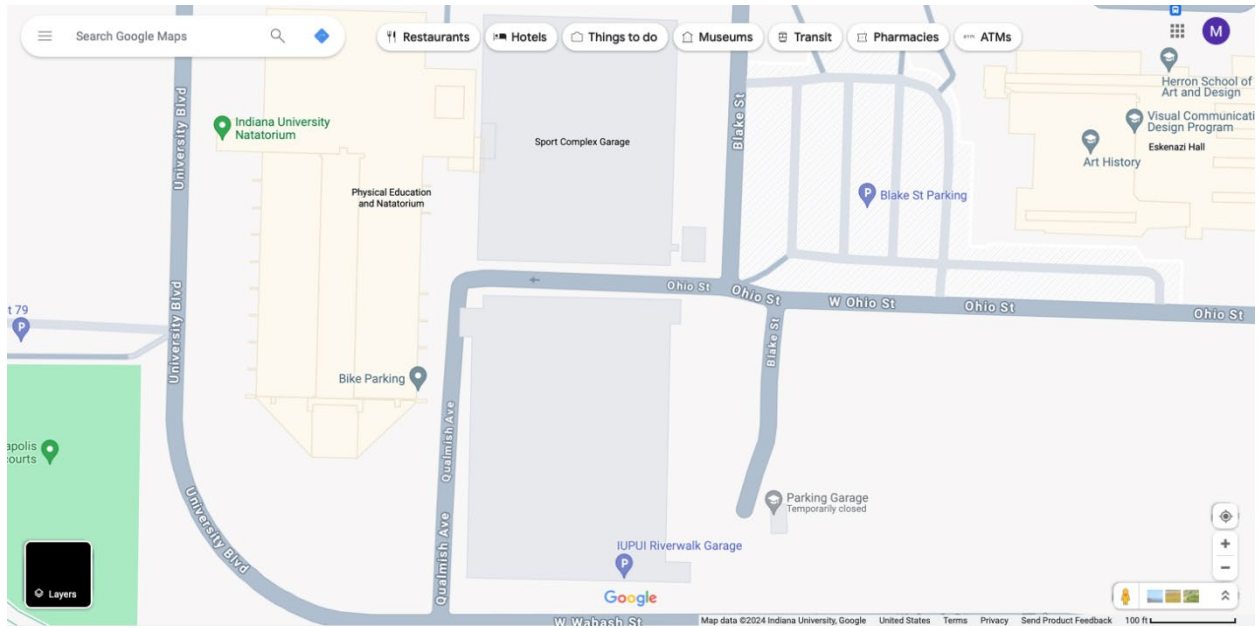 Search Google Maps
Restaurants
Hotels
Things to do
Museums
Transit
Pharmacies
ATMs
M
University Blvd
Indiana University
Natatorium
Physical Education
and Natatorium
Sport Complex Garage
Blake St
P
Blake St Parking
Herron School of
Art and Design
Visual Communicati
Design Program
Eskenazi Hall
Art History
University Blvd
t 79
P
Ohio St
Ohio St
W Ohio St
Ohio St
Ohio St
Blake St
University Blvd
Bike Parking
Qualmish Ave
apolis
courts
University Blvd
Qualmish Ave
Parking Garage
Temporarily closed
IUPUI Riverwalk Garage
P
Layers
Google
W Wabash St
Map data ©2024 Indiana University, Google United States Terms Privacy Send Product Feedback 100 ft